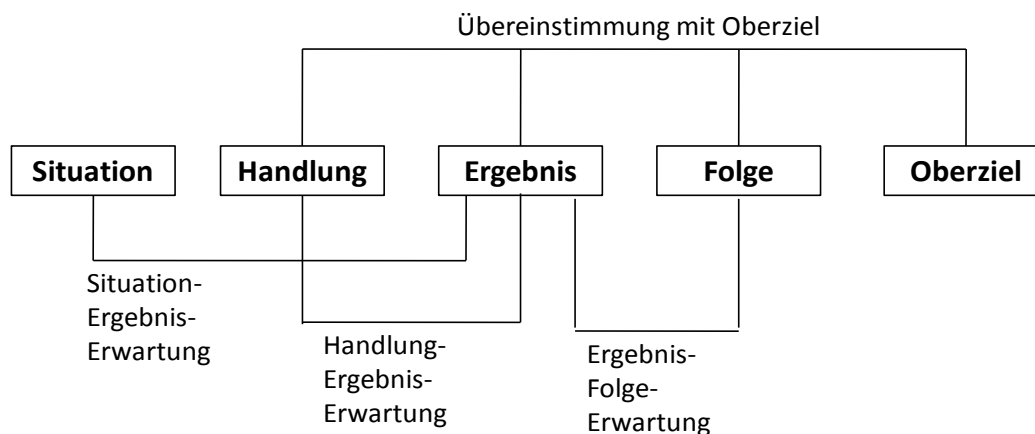 Übereinstimmung mit Oberziel
Situation
Handlung
Ergebnis
Folge
Oberziel
Situation-
Ergebnis-
Erwartung
Handlung-
Ergebnis-
Erwartung
Ergebnis-
Folge-
Erwartung